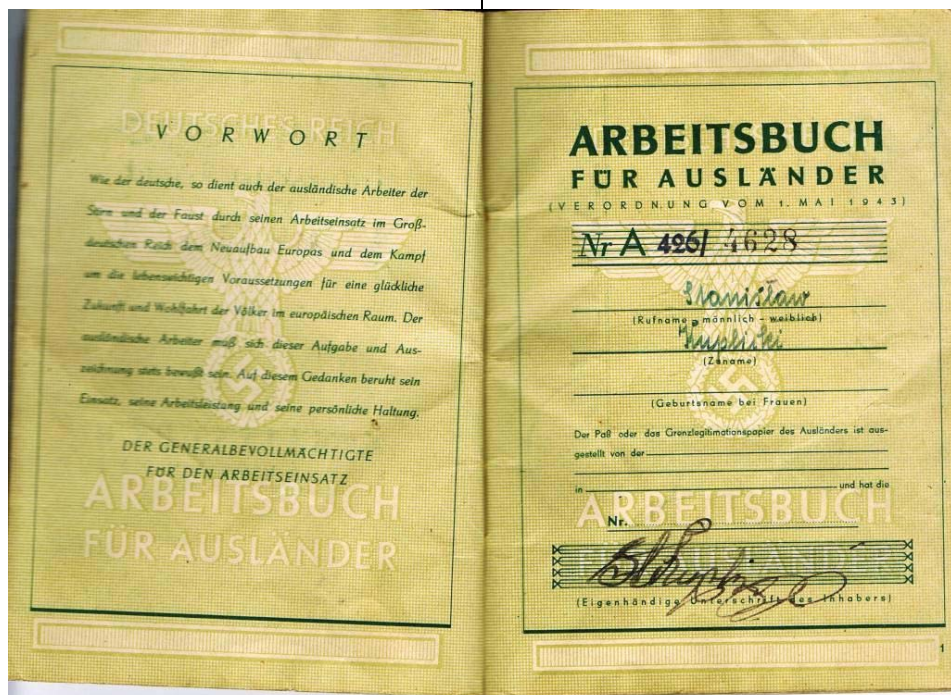 DEUTSCHES REICH
VORWORT
Wie der deutsche, so dient auch der ausländische Arbeiter der
Stirn und der Faust durch seinen Arbeitseinsatz im Groß-
deutschen Reich dem Neuaufbau Europas und dem Kampf
um die lebenswichtigen Voraussetzungen für eine glückliche
Zukunft und Wohlfahrt der Völker im europäischen Raum. Der
ausländische Arbeiter muß sich dieser Aufgabe und Aus-
zeichnung stets bewußt sein. Auf diesem Gedanken beruht sein
Einsatz, seine Arbeitsleistung und seine persönliche Haltung.
DER GENERALBEVOLLMÄCHTIGTE
FÜR DEN ARBEITSEINSATZ
ARBEITSBUCH
FÜR AUSLÄNDER
ARBEITSBUCH
FÜR AUSLÄNDER
(VERORDNUNG VOM 1. MAI 1943)
Nr A 426/ 4628
Stanisław
(Rufname männlich - weiblich)
(Zuname)
(Geburtsname bei Frauen)
Der Paß oder das Grenzlegitimationspapier des Ausländers ist aus-
gestellt von der
in und hat die
ARBEITSBUCH
Nr.
FÜR AUSLÄNDER
(Eigenhändige Unterschrift des Inhabers)
1